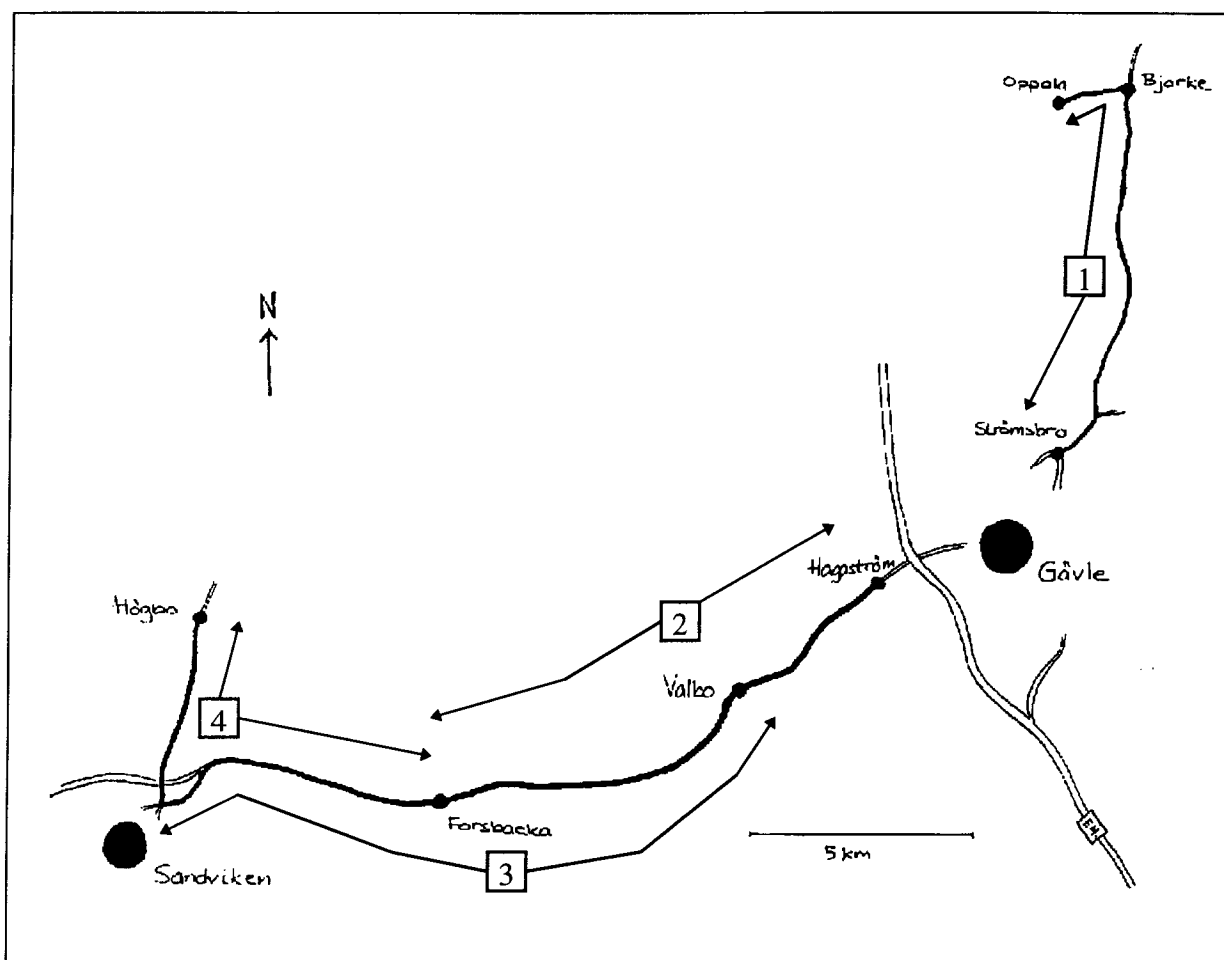 Oppala
Bjorke
1
N
Strömsbro
Hagaström
Gävle
Högbo
2
Valbo
4
Forsbacka
5 km
E4
3
Sandviken